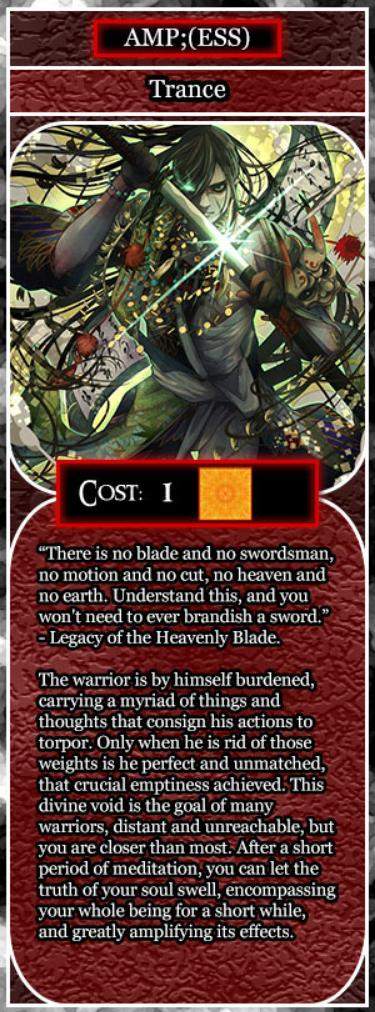 AMP;(ESS)
Trance
Cost: 1
“There is no blade and no swordsman,
no motion and no cut, no heaven and
no earth. Understand this, and you
won't need to ever brandish a sword.”
- Legacy of the Heavenly Blade.
The warrior is by himself burdened,
carrying a myriad of things and
thoughts that consign his actions to
torpor. Only when he is rid of those
weights is he perfect and unmatched,
that crucial emptiness achieved. This
divine void is the goal of many
warriors, distant and unreachable, but
you are closer than most. After a short
period of meditation, you can let the
truth of your soul swell, encompassing
your whole being for a short while,
and greatly amplifying its effects.